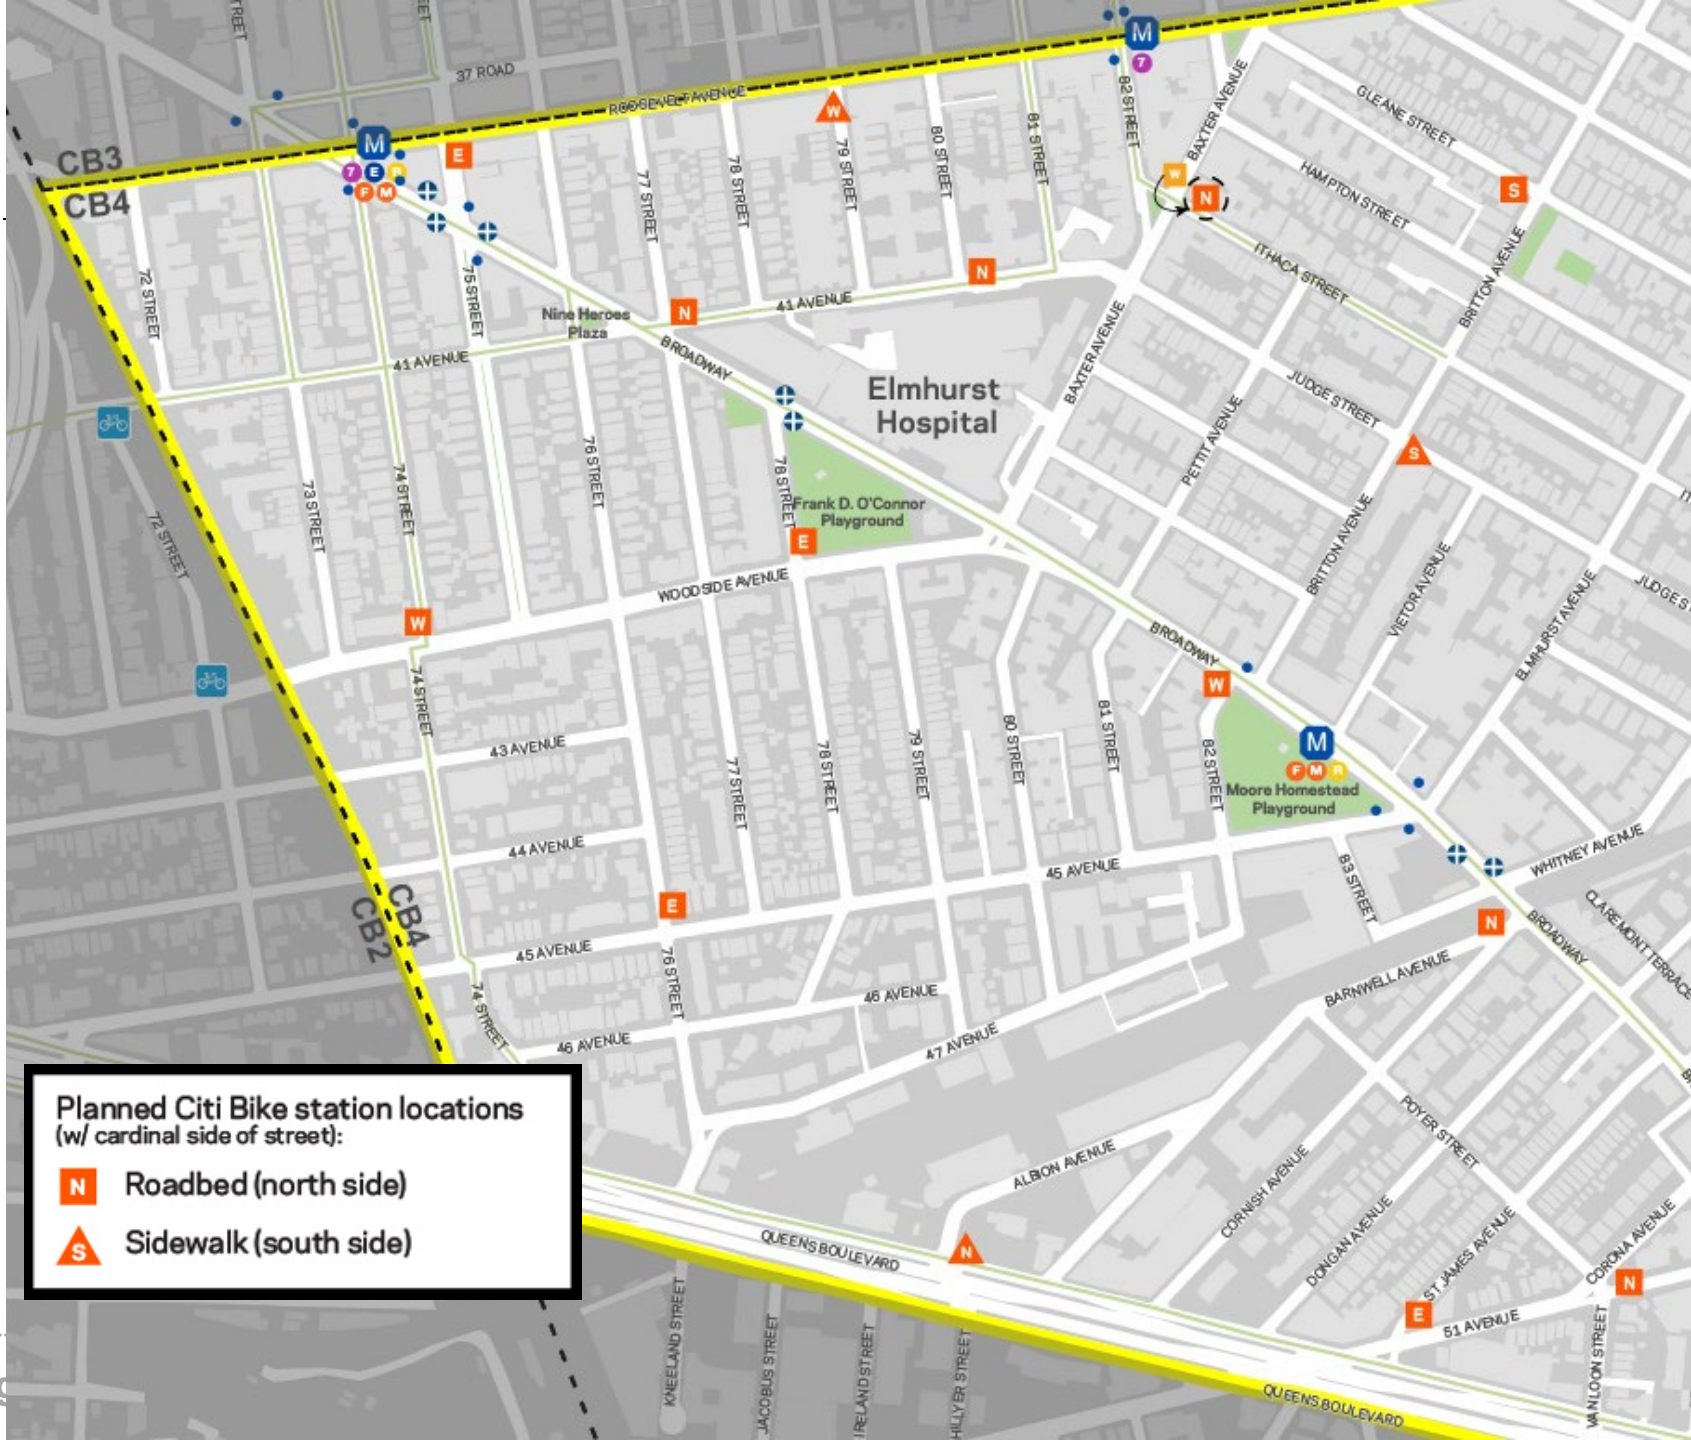 37 ROAD
ROOSEVELT AVENUE
M
7
CB3
CB4
M
7 E R
F M
E
W
82 STREET
BAXTER AVENUE
GLEANE STREET
HAMPTON STREET
S
W
N
ITHACA STREET
BRITTON AVENUE
72 STREET
75 STREET
77 STREET
78 STREET
79 STREET
80 STREET
81 STREET
N
N
41 AVENUE
Nine Heroes
Plaza
41 AVENUE
BROADWAY
Elmhurst
Hospital
BAXTER AVENUE
JUDGE STREET
PETTIT AVENUE
S
72 STREET
73 STREET
74 STREET
76 STREET
78 STREET
Frank D. O'Connor
Playground
E
WOODSIDE AVENUE
BRITTON AVENUE
VIETOR AVENUE
ELMHURST AVENUE
JUDGE S
W
BROADWAY
W
74 STREET
43 AVENUE
77 STREET
78 STREET
79 STREET
80 STREET
81 STREET
82 STREET
M
F M R
Moore Homestead
Playground
44 AVENUE
45 AVENUE
83 STREET
WHITNEY AVENUE
CB4
CB2
E
45 AVENUE
76 STREET
N
BROADWAY
CLAREMONT TERRACE
BARNWELL AVENUE
74 STREET
46 AVENUE
46 AVENUE
47 AVENUE
POYER STREET
ALBION AVENUE
CORNISH AVENUE
DONGAN AVENUE
ST JAMES AVENUE
CORONA AVENUE
Planned Citi Bike station locations
(w/ cardinal side of street):
N Roadbed (north side)
S Sidewalk (south side)
QUEENS BOULEVARD
N
N
E
51 AVENUE
VAN LOON STREET
KNEELAND STREET
JACOBUS STREET
IRELAND STREET
HILLYER STREET
QUEENS BOULEVARD